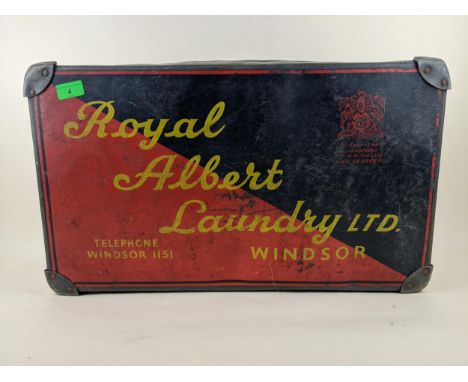 4
Royal
Albert
Laundry LTD.
TELEPHONE
WINDSOR 1151
WINDSOR